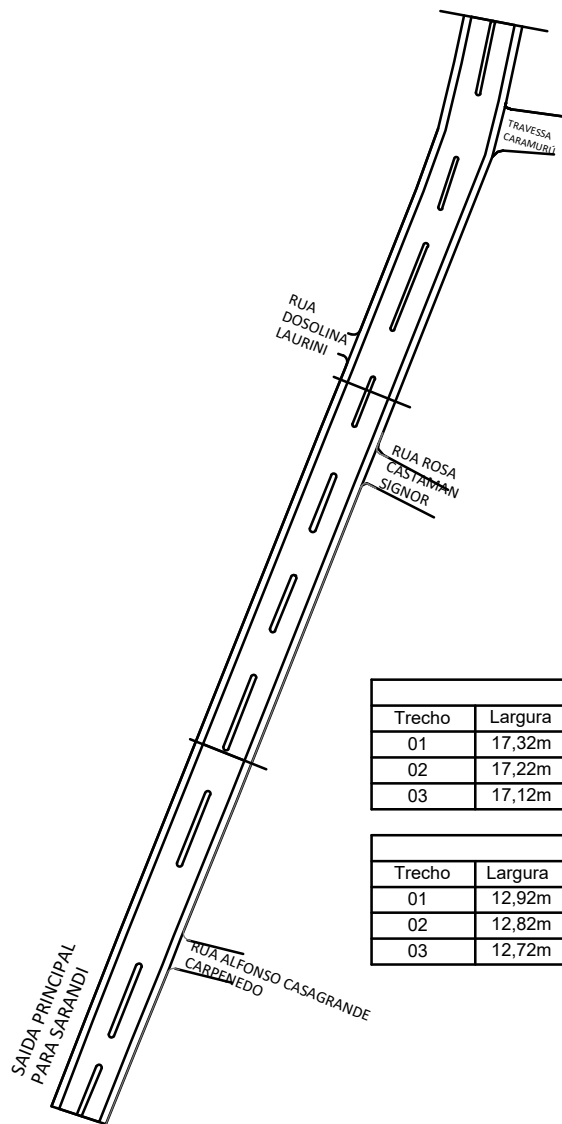 TRAVESSA
CARAMURÚ
RUA
DOSOLINA
LAURINI
RUA ROSA
CASTAMAN
SIGNOR
Trecho Largura
01 17,32m
02 17,22m
03 17,12m
Trecho Largura
01 12,92m
02 12,82m
03 12,72m
RUA ALFONSO CASAGRANDE
CARPENEDO
SAIDA PRINCIPAL
PARA SARANDI